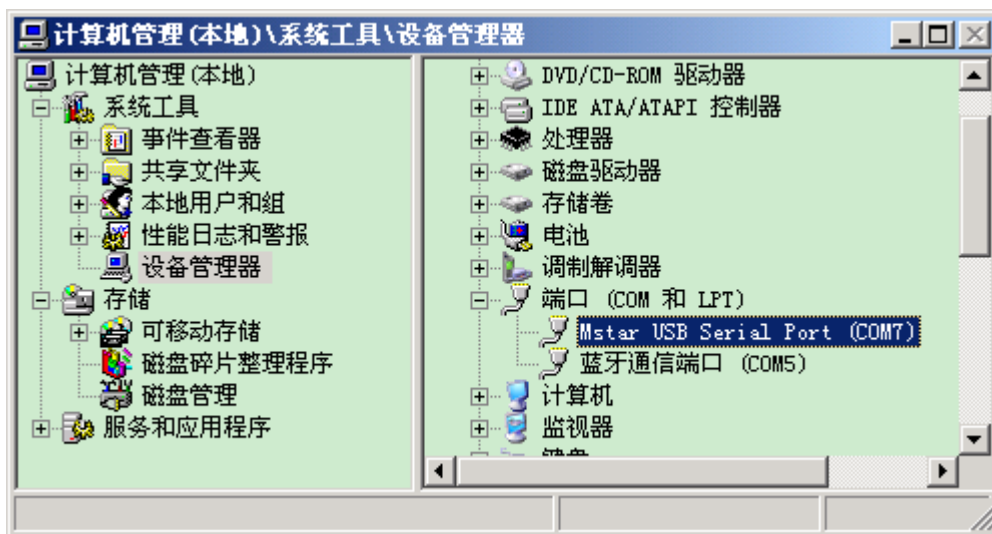 计算机管理(本地)\系统工具\设备管理器
计算机管理(本地)
系统工具
事件查看器
共享文件夹
本地用户和组
性能日志和警报
设备管理器
存储
可移动存储
磁盘碎片整理程序
磁盘管理
服务和应用程序
DVD/CD-ROM 驱动器
IDE ATA/ATAPI 控制器
处理器
磁盘驱动器
存储卷
电池
调制解调器
端口 (COM 和 LPT)
Mstar USB Serial Port (COM7)
蓝牙通信端口 (COM5)
计算机
监视器